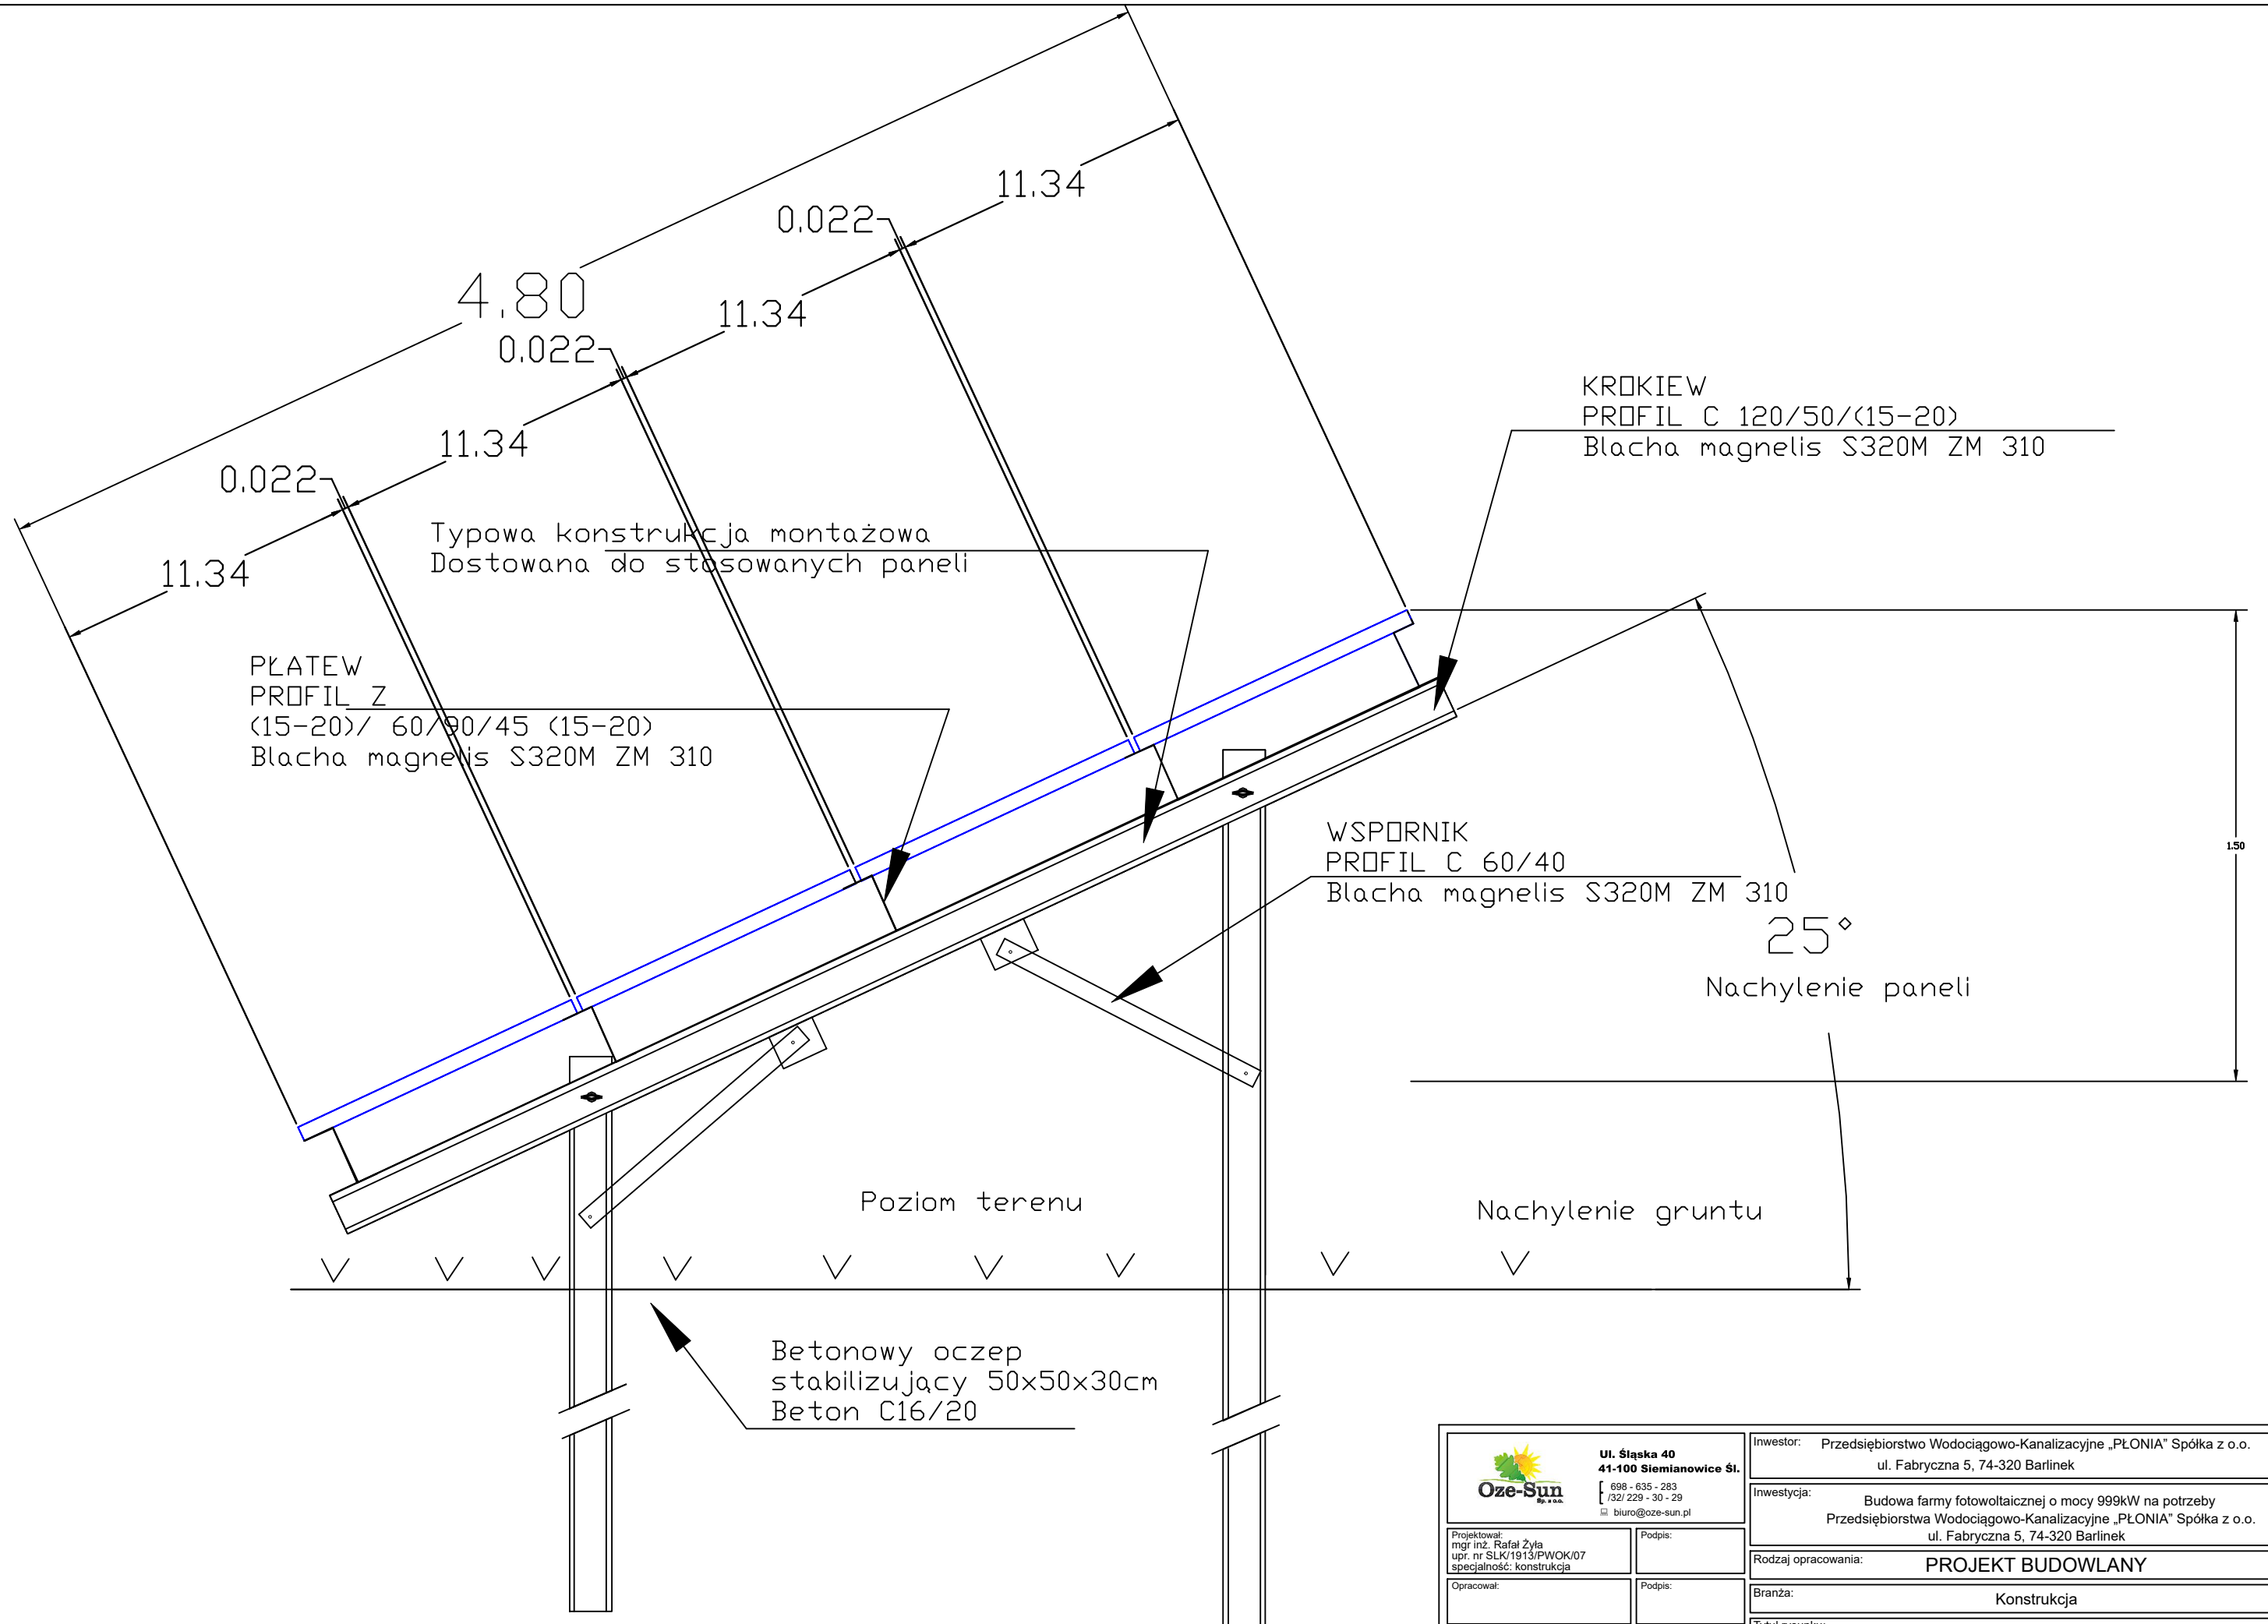 11.34
0.022
11.34
4.80
0.022
11.34
0.022
11.34
KROKIEW
PROFIL C 120/50/(15-20)
Blacha magnelis S320M ZM 310
Typowa konstrukcja montażowa
Dostowana do stosowanych paneli
PŁATEW
PROFIL Z
(15-20)/ 60/90/45 (15-20)
Blacha magnelis S320M ZM 310
WSPORNIK
PROFIL C 60/40
Blacha magnelis S320M ZM 310
1.50
25°
Nachylenie paneli
Poziom terenu
Nachylenie gruntu
Betonowy oczep
stabilizujący 50x50x30cm
Beton C16/20
Oze-Sun
Sp. z o.o.
Ul. Śląska 40
41-100 Siemianowice Śl.
698 - 635 - 283
/32/ 229 - 30 - 29
biuro@oze-sun.pl
Inwestor: Przedsiębiorstwo Wodociągowo-Kanalizacyjne „PŁONIA” Spółka z o.o.
ul. Fabryczna 5, 74-320 Barlinek
Inwestycja: Budowa farmy fotowoltaicznej o mocy 999kW na potrzeby
Przedsiębiorstwa Wodociągowo-Kanalizacyjne „PŁONIA” Spółka z o.o.
ul. Fabryczna 5, 74-320 Barlinek
Projektował:
mgr inż. Rafał Żyła
upr. nr SLK/1913/PWOK/07
specjalność: konstrukcja
Podpis:
Rodzaj opracowania: PROJEKT BUDOWLANY
Opracował:
Podpis:
Branża: Konstrukcja